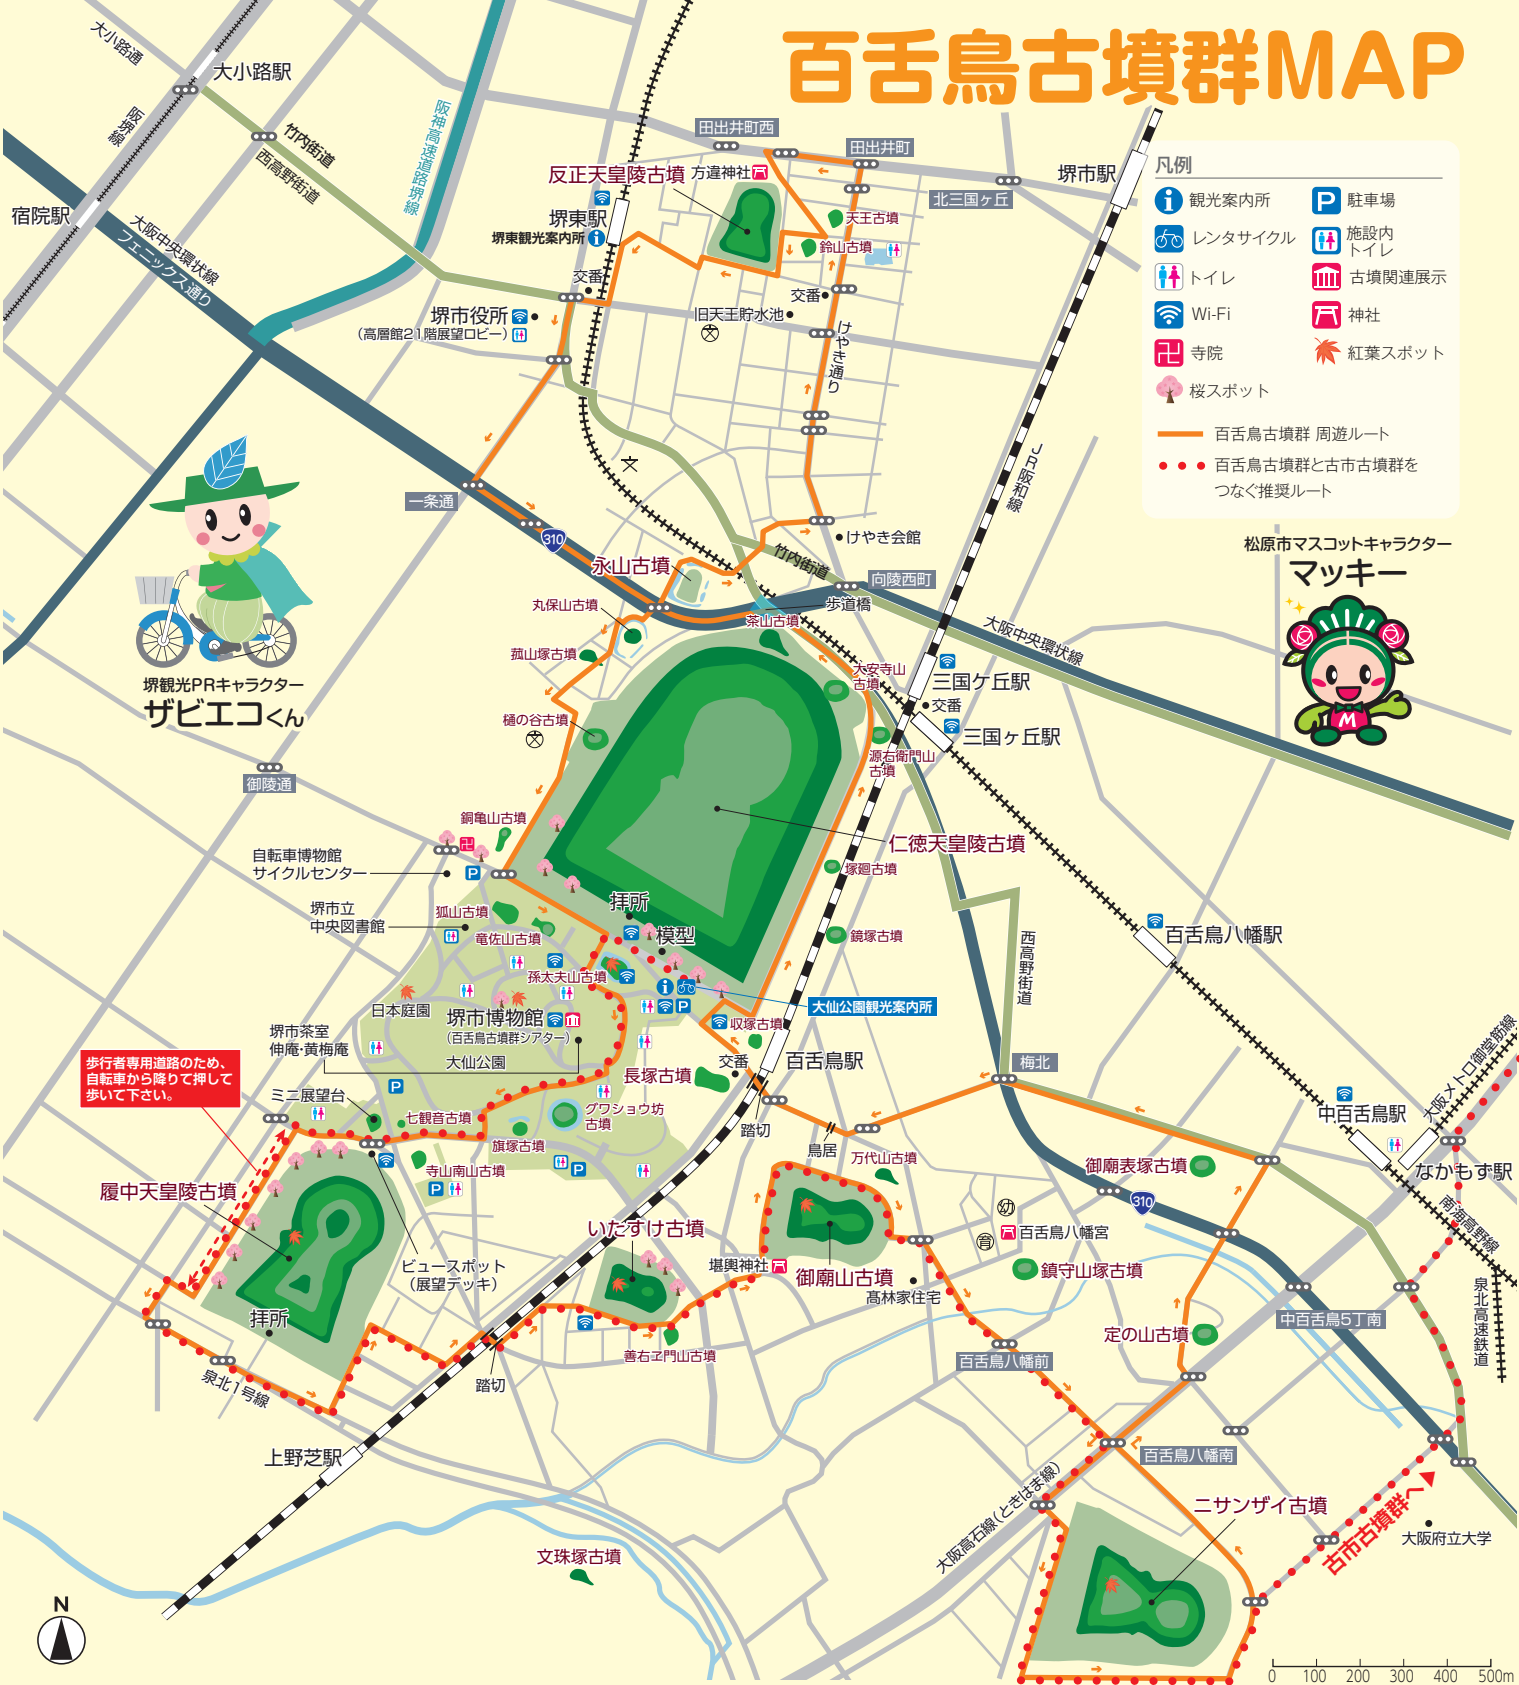 百舌鳥古墳群MAP
大小路通
大小路駅
阪堺線
竹内街道
西高野街道
阪神高速道路堺線
宿院駅
大阪中央環状線
フェニックス通り
田出井町西
田出井町
北三国ヶ丘
堺市駅
反正天皇陵古墳
方違神社
天王古墳
鈴山古墳
堺東駅
堺東観光案内所
交番
堺市役所
(高層館21階展望ロビー)
交番
旧天王貯水池
けやき通り
凡例
観光案内所
駐車場
レンタサイクル
施設内
トイレ
トイレ
古墳関連展示
Wi-Fi
神社
寺院
紅葉スポット
桜スポット
百舌鳥古墳群 周遊ルート
百舌鳥古墳群と古市古墳群を
つなぐ推奨ルート
JR阪和線
一条通
310
永山古墳
けやき会館
竹内街道
向陵西町
歩道橋
大阪中央環状線
松原市マスコットキャラクター
マッキー
M
丸保山古墳
茶山古墳
菰山塚古墳
大安寺山
古墳
三国ケ丘駅
交番
三国ヶ丘駅
堺観光PRキャラクター
ザビエコくん
樋の谷古墳
源右衛門山
古墳
御陵通
銅亀山古墳
仁徳天皇陵古墳
塚廻古墳
自転車博物館
サイクルセンター
堺市立
中央図書館
狐山古墳
竜佐山古墳
拝所
模型
鏡塚古墳
百舌鳥八幡駅
西高野街道
孫太夫山古墳
日本庭園
堺市博物館
(百舌鳥古墳群シアター)
大仙公園
大仙公園観光案内所
収塚古墳
堺市茶室
伸庵・黄梅庵
歩行者専用道路のため、
自転車から降りて押して
歩いて下さい。
ミニ展望台
長塚古墳
交番
百舌鳥駅
梅北
七観音古墳
グワショウ坊
古墳
旗塚古墳
踏切
鳥居
中百舌鳥駅
大阪メトロ御堂筋線
なかもず駅
南海高野線
泉北高速鉄道
寺山南山古墳
履中天皇陵古墳
万代山古墳
御廟表塚古墳
310
いたすけ古墳
幼
育
百舌鳥八幡宮
ビュースポット
(展望デッキ)
堪輿神社
御廟山古墳
髙林家住宅
鎮守山塚古墳
拝所
中百舌鳥5丁南
定の山古墳
善右ヱ門山古墳
百舌鳥八幡前
踏切
泉北1号線
上野芝駅
百舌鳥八幡南
大阪高石線(ときはま線)
ニサンザイ古墳
古市古墳群へ
大阪府立大学
文珠塚古墳
N
0 100 200 300 400 500m